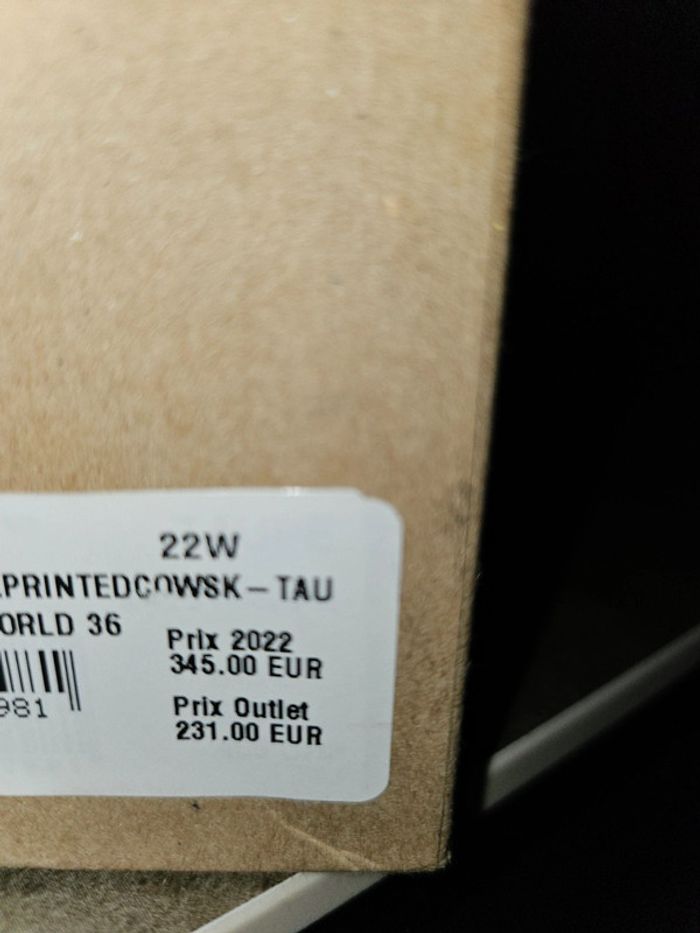 22W
.PRINTEDCOWSK-TAU
ORLD 36
Prix 2022
345.00 EUR
981
Prix Outlet
231.00 EUR